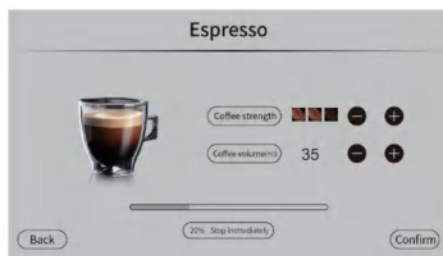 Espresso
Coffee strength
Coffee volume/ml 35
20% Stop immediately
Back
Confirm